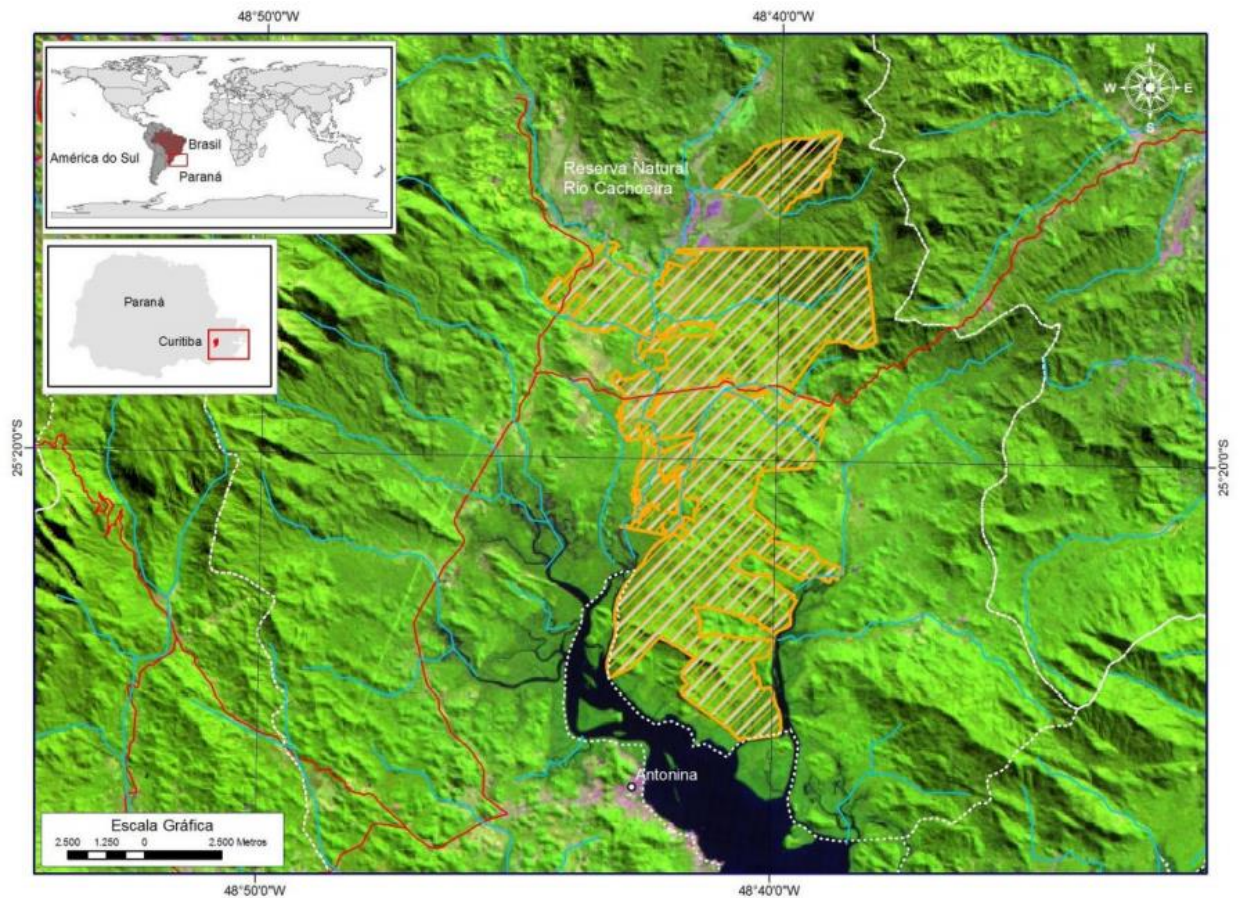 48°50'0"W
48°40'0"W
N
W
E
S
América do Sul
Brasil
Paraná
Reserva Natural
Rio Cachoeira
Paraná
Curitiba
25°20'0"S
25°20'0"S
Antonina
Escala Gráfica
2.500 1.250 0 2.500 Metros
48°50'0"W
48°40'0"W